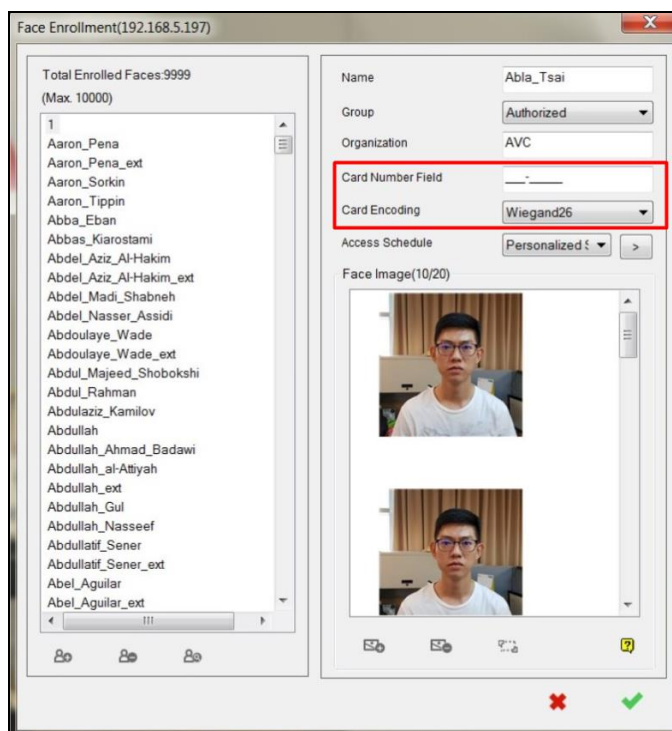 Face Enrollment(192.168.5.197)
Total Enrolled Faces:9999
(Max. 10000)
1
Aaron_Pena
Aaron_Pena_ext
Aaron_Sorkin
Aaron_Tippin
Abba_Eban
Abbas_Kiarostami
Abdel_Aziz_Al-Hakim
Abdel_Aziz_Al-Hakim_ext
Abdel_Madi_Shabneh
Abdel_Nasser_Assidi
Abdoulaye_Wade
Abdoulaye_Wade_ext
Abdul_Majeed_Shobokshi
Abdul_Rahman
Abdulaziz_Kamilov
Abdullah
Abdullah_Ahmad_Badawi
Abdullah_al-Attiyah
Abdullah_ext
Abdullah_Gul
Abdullah_Nasseef
Abdullatif_Sener
Abdullatif_Sener_ext
Abel_Aguilar
Abel_Aguilar_ext
Name Abla_Tsai
Group Authorized
Organization AVC
Card Number Field ___-_____
Card Encoding Wiegand26
Access Schedule Personalized S >
Face Image(10/20)